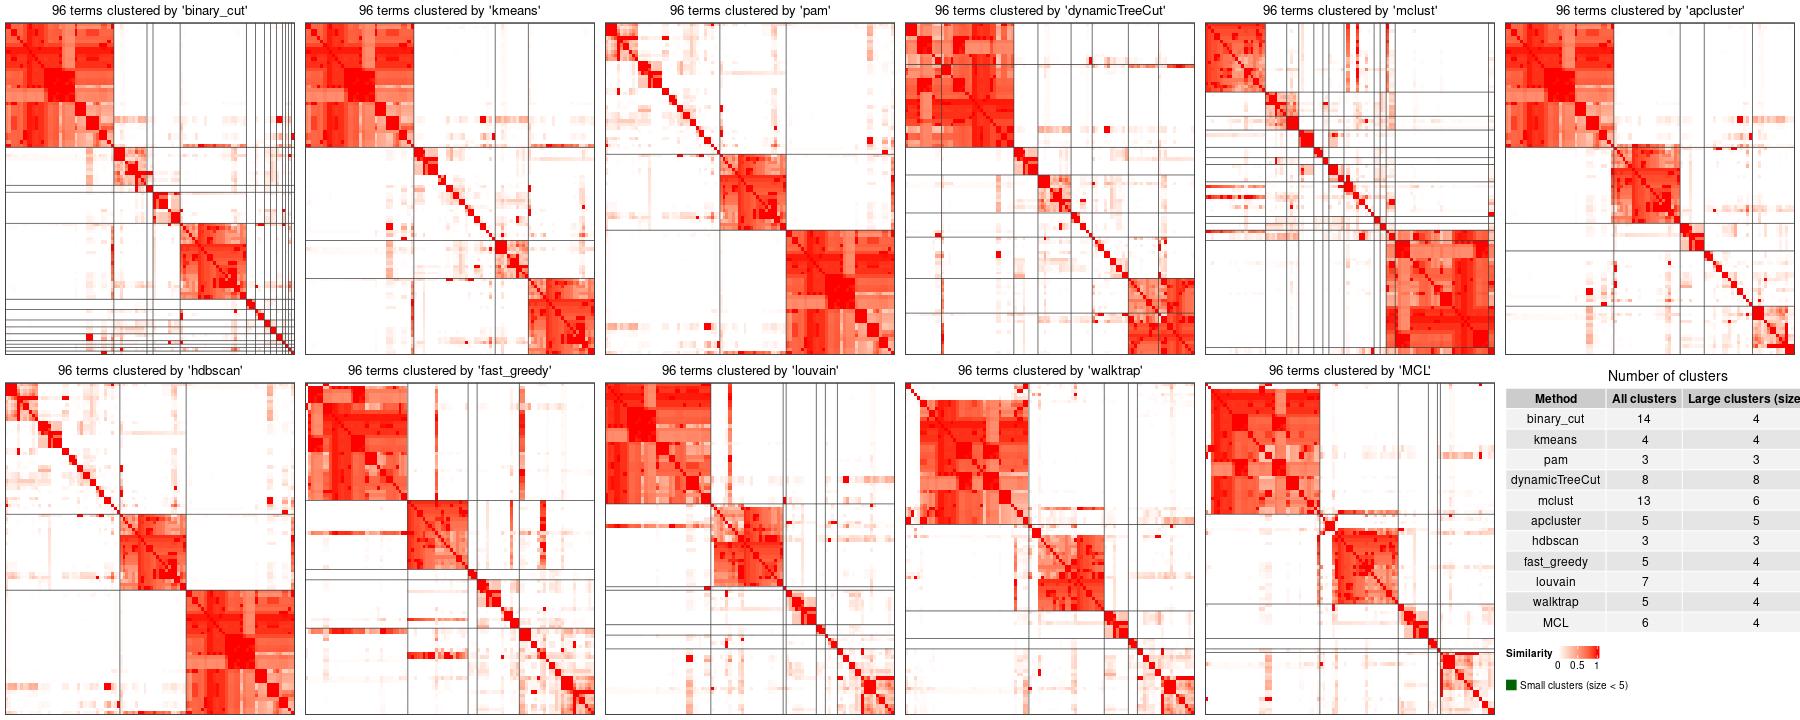 96 terms clustered by 'binary_cut'
96 terms clustered by 'kmeans'
96 terms clustered by 'pam'
96 terms clustered by 'dynamicTreeCut'
96 terms clustered by 'mclust'
96 terms clustered by 'apcluster'
96 terms clustered by 'hdbscan'
96 terms clustered by 'fast_greedy'
96 terms clustered by 'louvain'
96 terms clustered by 'walktrap'
96 terms clustered by 'MCL'
Number of clusters
Method All clusters Large clusters (size
binary_cut 14 4
kmeans 4 4
pam 3 3
dynamicTreeCut 8 8
mclust 13 6
apcluster 5 5
hdbscan 3 3
fast_greedy 5 4
louvain 7 4
walktrap 5 4
MCL 6 4
Similarity
0 0.5 1
Small clusters (size < 5)